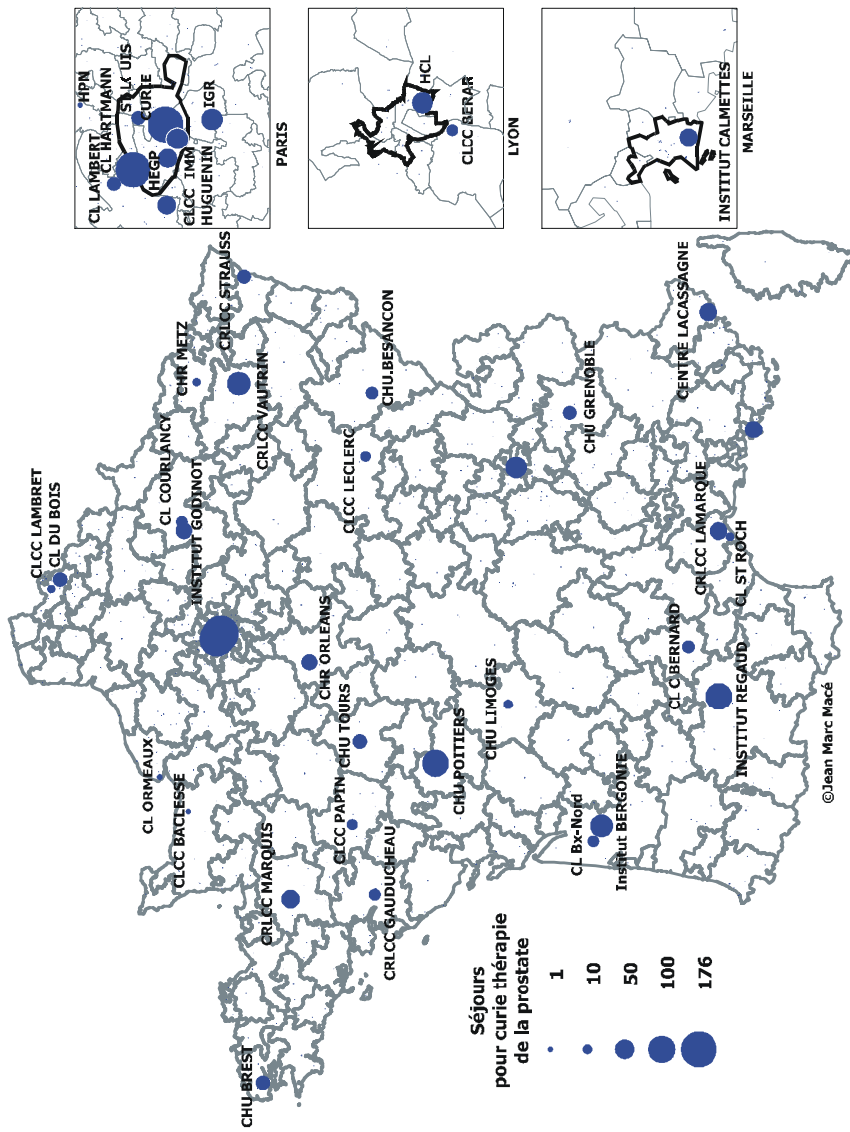 HPN
CL HARTMANN
CL LAMBERT
ST L UIS
CURIE
HEGP
IGR
CLCC IMM
HUGUENIN
PARIS
HCL
CLCC BERAR
LYON
INSTITUT CALMETTES
MARSEILLE
CLCC LAMBRET
CL DU BOIS
CHR METZ
CRLCC STRAUSS
CL COURLANCY
INSTITUT GODINOT
CRLCC VAUTRIN
CL ORMEAUX
CLCC BACLESSE
CHR ORLEANS
CLCC LECLERC
CHU.BESANCON
CHU BREST
CRLCC MARQUIS
CLCC PAPIN
CHU TOURS
CRLCC GAUDUCHEAU
CHU POITIERS
CHU LIMOGES
CHU GRENOBLE
CL Bx-Nord
Institut BERGONIE
CL C BERNARD
INSTITUT REGAUD
CRLCC LAMARQUE
CL ST ROCH
CENTRE LACASSAGNE
Séjours
pour curie thérapie
de la prostate
1
10
50
100
176
©Jean Marc Macé